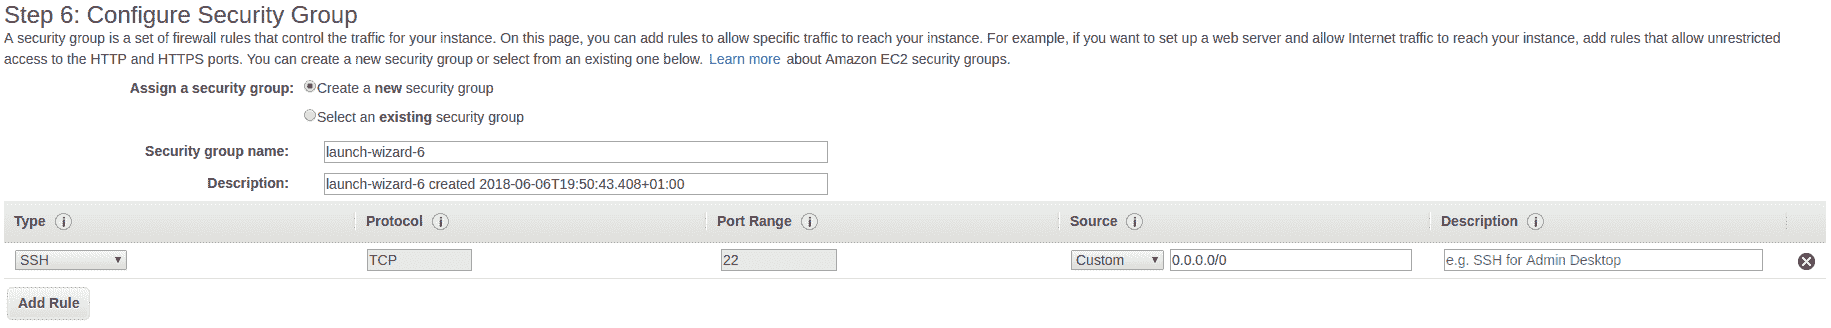 Step 6: Configure Security Group
A security group is a set of firewall rules that control the traffic for your instance. On this page, you can add rules to allow specific traffic to reach your instance. For example, if you want to set up a web server and allow Internet traffic to reach your instance, add rules that allow unrestricted
access to the HTTP and HTTPS ports. You can create a new security group or select from an existing one below. Learn more about Amazon EC2 security groups.
Assign a security group: Create a new security group
Select an existing security group
Security group name: launch-wizard-6
Description: launch-wizard-6 created 2018-06-06T19:50:43.408+01:00
Type i Protocol i Port Range i Source i Description i
SSH TCP 22 Custom 0.0.0.0/0 e.g. SSH for Admin Desktop
Add Rule